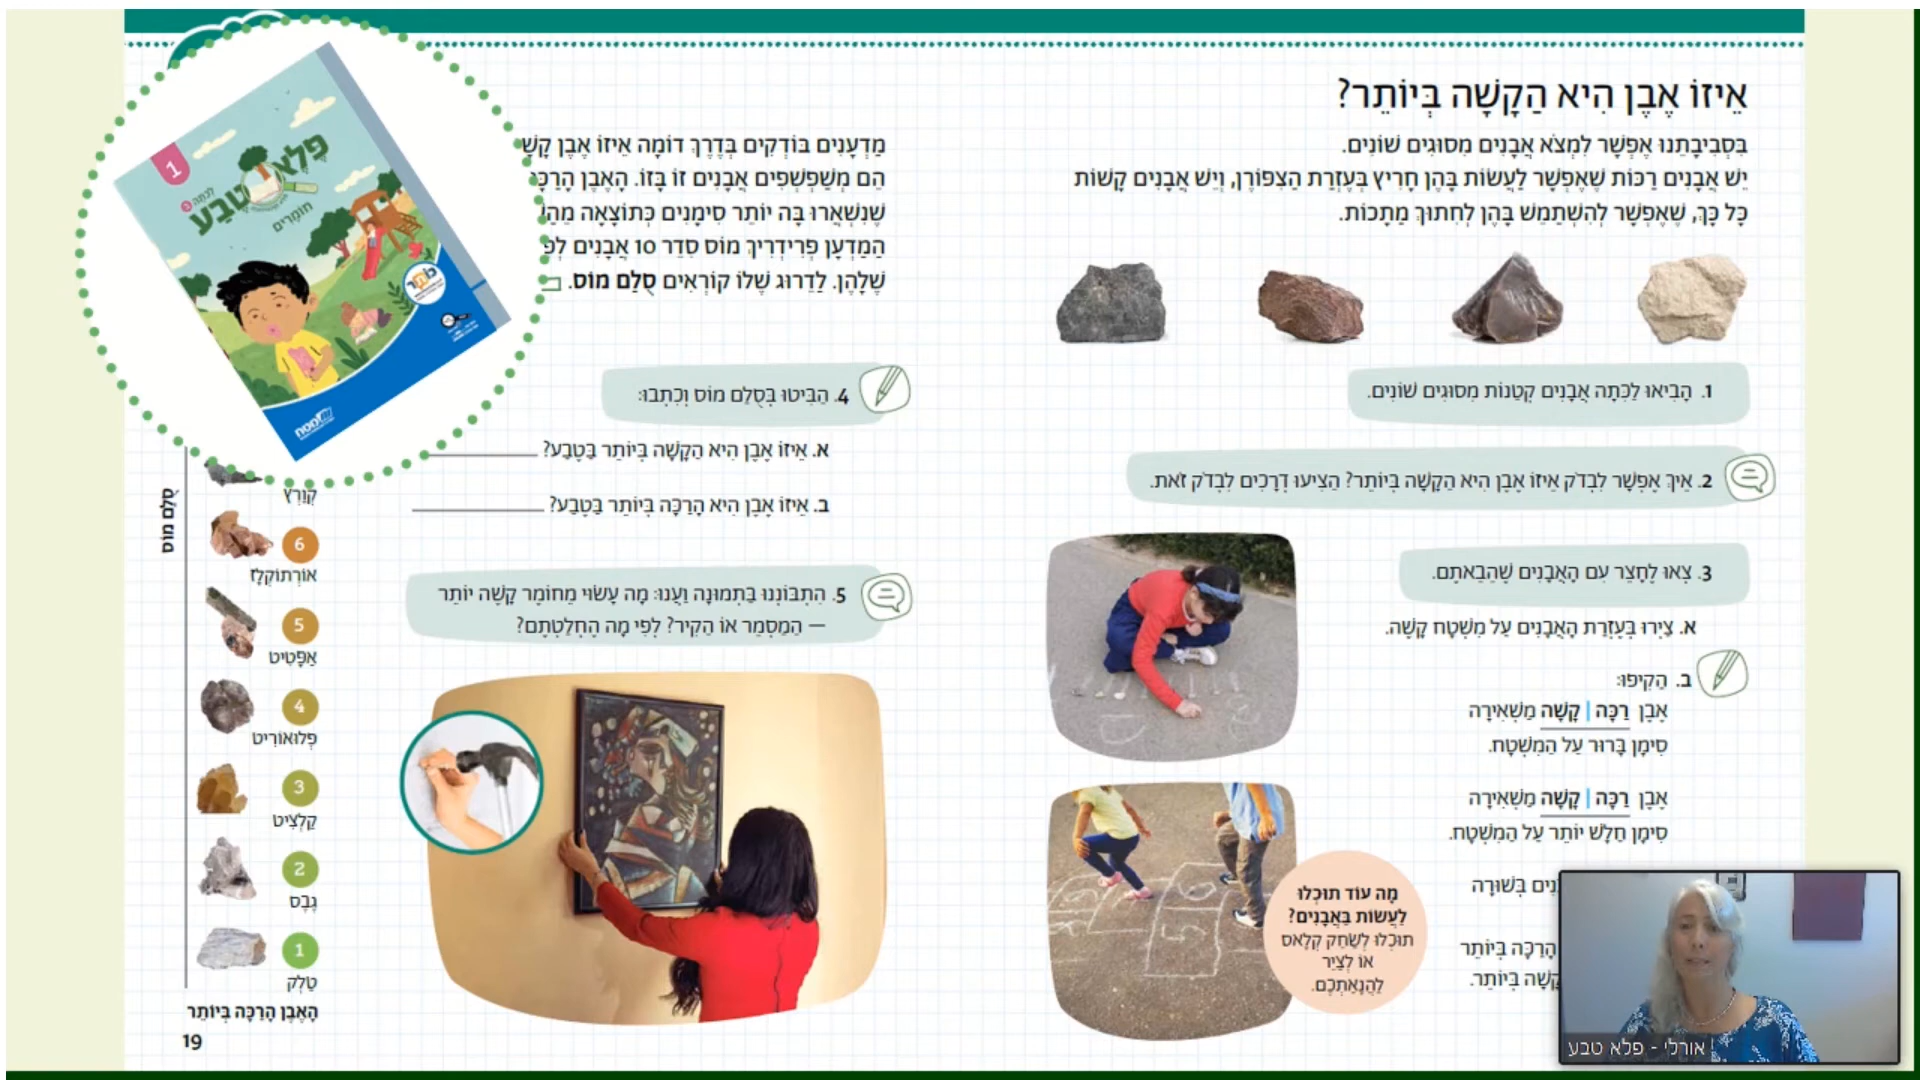 אֵיזוֹ אֶבֶן הִיא הַקָּשָׁה בְּיוֹתֵר?
בִּסְבִיבָתֵנוּ אֶפְשָׁר לִמְצֹא אֲבָנִים מִסּוּגִים שׁוֹנִים.
יֵשׁ אֲבָנִים רַכּוֹת שֶׁאֶפְשָׁר לַעֲשׂוֹת בָּהֶן חָרִיץ בְּעֶזְרַת הַצִּפּוֹרֶן, וְיֵשׁ אֲבָנִים קָשׁוֹת
כָּל כָּךְ, שֶׁאֶפְשָׁר לְהִשְׁתַּמֵּשׁ בָּהֶן לְחִתּוּךְ מַתָּכוֹת.
1. הָבִיאוּ לַכִּתָּה אֲבָנִים קְטַנּוֹת מִסּוּגִים שׁוֹנִים.
2. אֵיךְ אֶפְשָׁר לִבְדֹּק אֵיזוֹ אֶבֶן הִיא הַקָּשָׁה בְּיוֹתֵר? הַצִּיעוּ דְּרָכִים לִבְדֹּק זֹאת.
3. צְאוּ לֶחָצֵר עִם הָאֲבָנִים שֶׁהֲבֵאתֶם.
א. צַיְּרוּ בְּעֶזְרַת הָאֲבָנִים עַל מִשְׁטָח קָשֶׁה.
ב. הַקִּיפוּ:
אֶבֶן רַכָּה | קָשָׁה מַשְׁאִירָה
סִימָן בָּרוּר עַל הַמִּשְׁטָח.
אֶבֶן רַכָּה | קָשָׁה מַשְׁאִירָה
סִימָן חַלָּשׁ יוֹתֵר עַל הַמִּשְׁטָח.
בְּשׁוּרָה
הָרַכָּה בְּיוֹתֵר
בְּיוֹתֵר.
מָה עוֹד תּוּכְלוּ
לַעֲשׂוֹת בָּאֲבָנִים?
תּוּכְלוּ לְשַׂחֵק קְלָאס
אוֹ לְצַיֵּר
לַהֲנָאַתְכֶם.
מַדְעָנִים בּוֹדְקִים בְּדֶרֶךְ דּוֹמָה אֵיזוֹ אֶבֶן
הֵם מְשַׁפְשְׁפִים אֲבָנִים זוֹ בָּזוֹ. הָאֶבֶן
שֶׁנִּשְׁאֲרוּ בָּהּ יוֹתֵר סִימָנִים כְּתוֹצָאָה
הַמַּדְעָן פְרִידְרִיךְ מוֹס סִדֵּר 10 אֲבָנִים
שֶׁלָּהֶן. לַדֵּרוּג שֶׁלּוֹ קוֹרְאִים סֻלַּם מוֹס.
4. הַבִּיטוּ בְּסֻלַּם מוֹס וְכִתְבוּ:
א. אֵיזוֹ אֶבֶן הִיא הַקָּשָׁה בְּיוֹתֵר בַּטֶּבַע?
ב. אֵיזוֹ אֶבֶן הִיא הָרַכָּה בְּיוֹתֵר בַּטֶּבַע?
5. הִתְבּוֹנְנוּ בַּתְּמוּנָה וַעֲנוּ: מָה עָשׂוּי מֵחוֹמֶר קָשֶׁה יוֹתֵר
— הַמַּסְמֵר אוֹ הַקִּיר? לְפִי מָה הֶחְלַטְתֶּם?
סֻלַּם מוֹס
קְוַרְץ
6
אוֹרְתוֹקְלָז
5
אַפָּטִיט
4
פְלוּאוֹרִיט
3
קַלְצִיט
2
גֶּבֶס
1
טַלְק
הָאֶבֶן הָרַכָּה בְּיוֹתֵר
19
1
פֶּלֶא טֶבַע
חוֹמָרִים
מטח
אורלי - פלא טבע